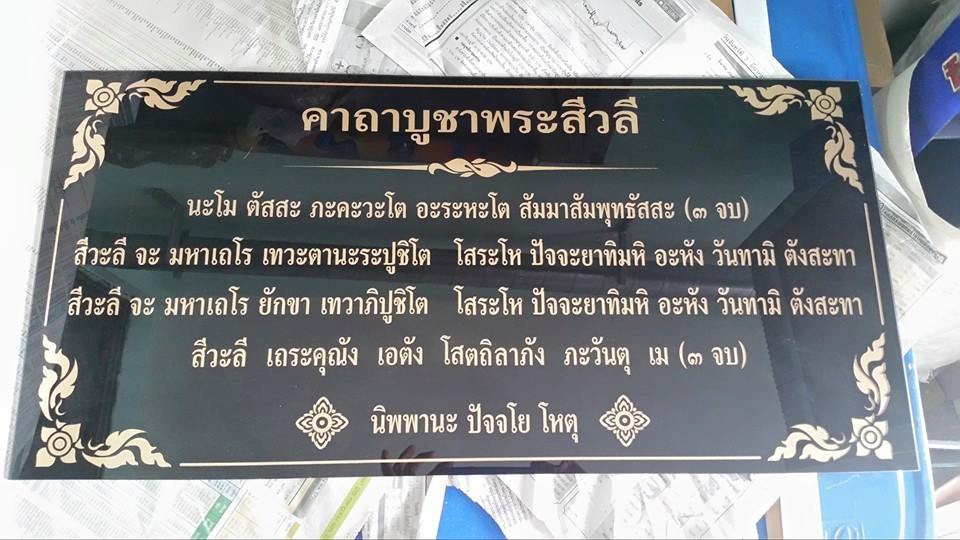 คาถาบูชาพระสีวลี
นะโม ตัสสะ ภะคะวะโต อะระหะโต สัมมาสัมพุทธัสสะ (๓ จบ)
สีวะลี จะ มหาเถโร เทวะตานะระปูชิโต โสระโห ปัจจะยาทิมหิ อะหัง วันทามิ ตังสะทา
สีวะลี จะ มหาเถโร ยักขา เทวาภิปูชิโต โสระโห ปัจจะยาทิมหิ อะหัง วันทามิ ตังสะทา
สีวะลี เถระคุณัง เอตัง โสตถิลาภัง ภะวันตุ เม (๓ จบ)
นิพพานะ ปัจจโย โหตุ